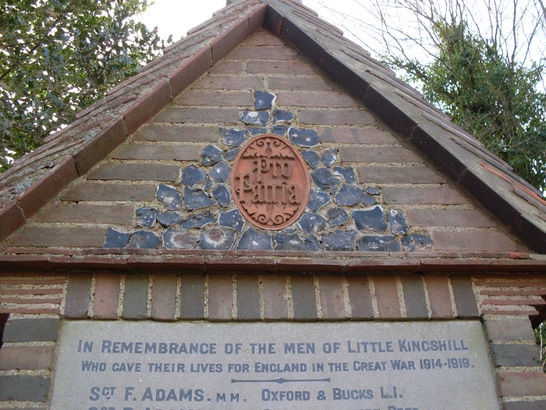 Pro
Patria
IN REMEMBRANCE OF THE MEN OF LITTLE KINGSHILL
WHO GAVE THEIR LIVES FOR ENGLAND IN THE GREAT WAR 1914-1919.
SGT F. ADAMS. M.M. OXFORD & BUCKS L.I.